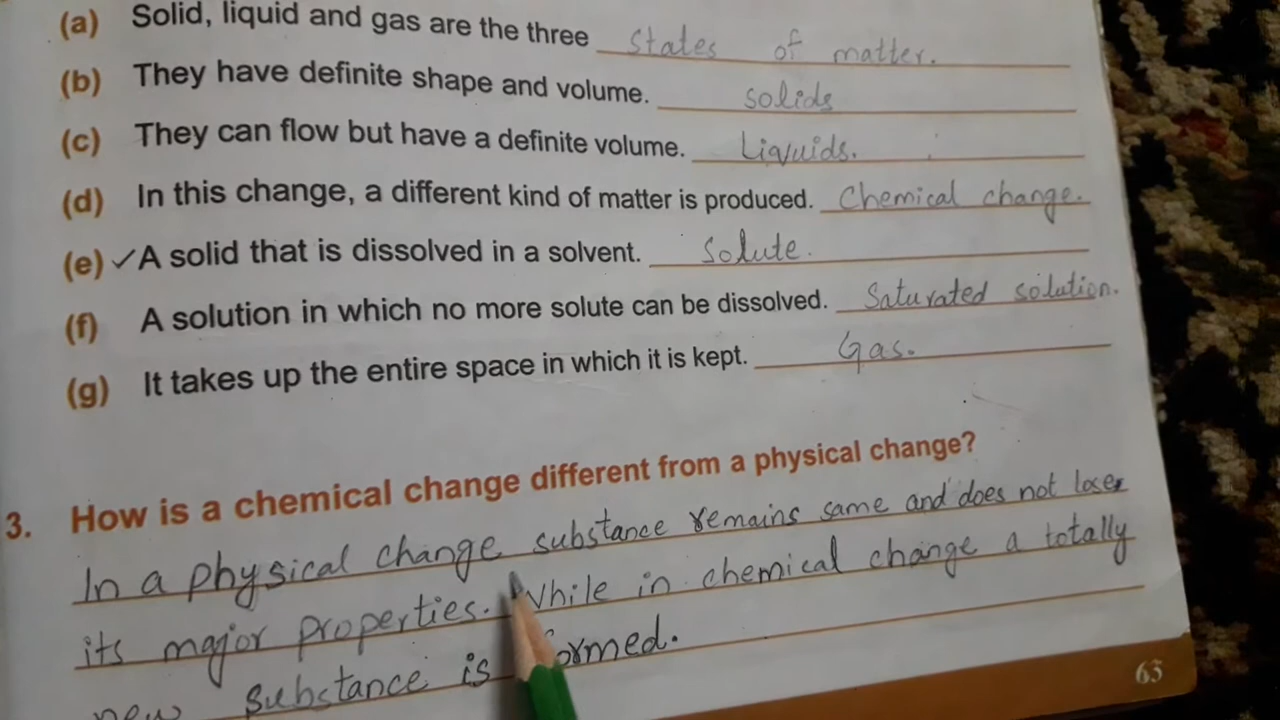 (a) Solid, liquid and gas are the three states of matter.
(b) They have definite shape and volume. solids
(c) They can flow but have a definite volume. Liquids.
(d) In this change, a different kind of matter is produced. Chemical change.
(e) ✓A solid that is dissolved in a solvent. Solute.
(f) A solution in which no more solute can be dissolved. Saturated solution.
(g) It takes up the entire space in which it is kept. Gas.
3. How is a chemical change different from a physical change?
In a physical change substance remains same and does not lose
its major properties. While in chemical change a totally
new substance is formed.
63